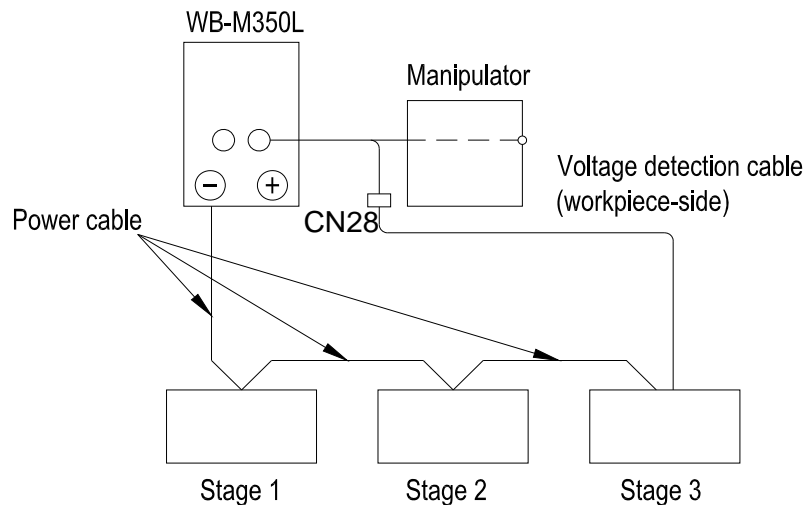 WB-M350L
Manipulator
Voltage detection cable
(workpiece-side)
− +
CN28
Power cable
Stage 1
Stage 2
Stage 3